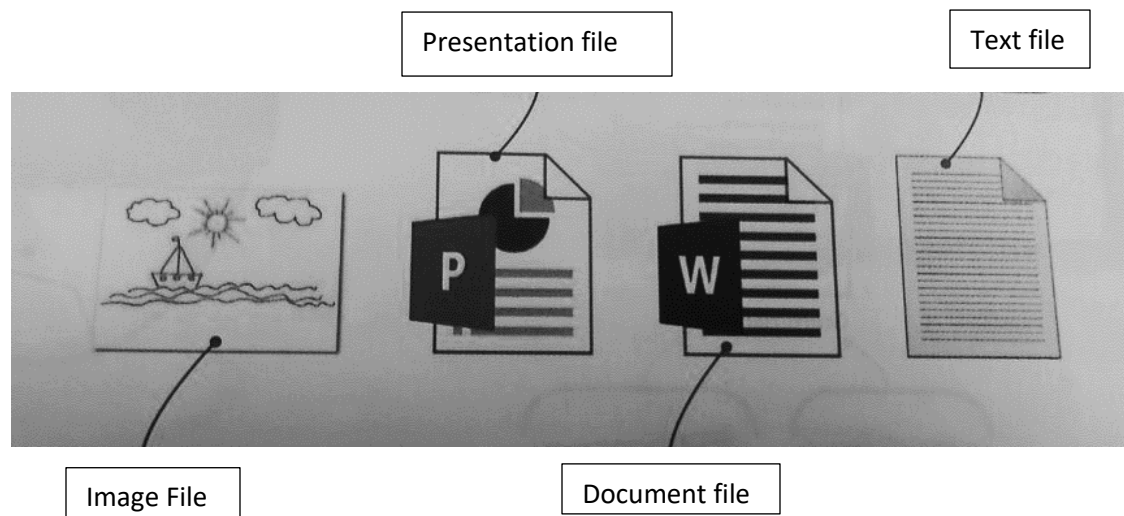 Presentation file
Text file
P
W
Image File
Document file